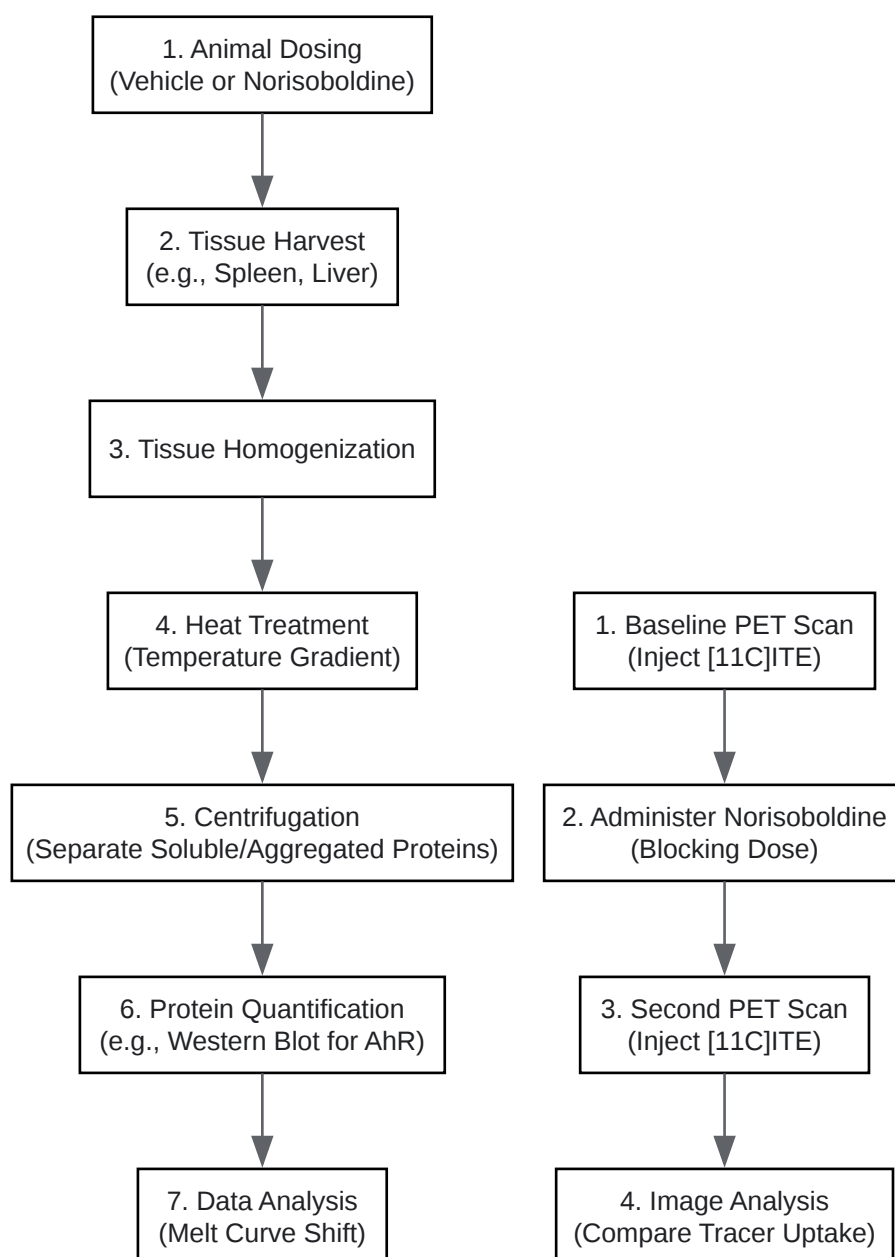 1. Animal Dosing
(Vehicle or Norisoboldine)
2. Tissue Harvest
(e.g., Spleen, Liver)
3. Tissue Homogenization
4. Heat Treatment
(Temperature Gradient)
5. Centrifugation
(Separate Soluble/Aggregated Proteins)
6. Protein Quantification
(e.g., Western Blot for AhR)
7. Data Analysis
(Melt Curve Shift)
1. Baseline PET Scan
(Inject [11C]ITE)
2. Administer Norisoboldine
(Blocking Dose)
3. Second PET Scan
(Inject [11C]ITE)
4. Image Analysis
(Compare Tracer Uptake)